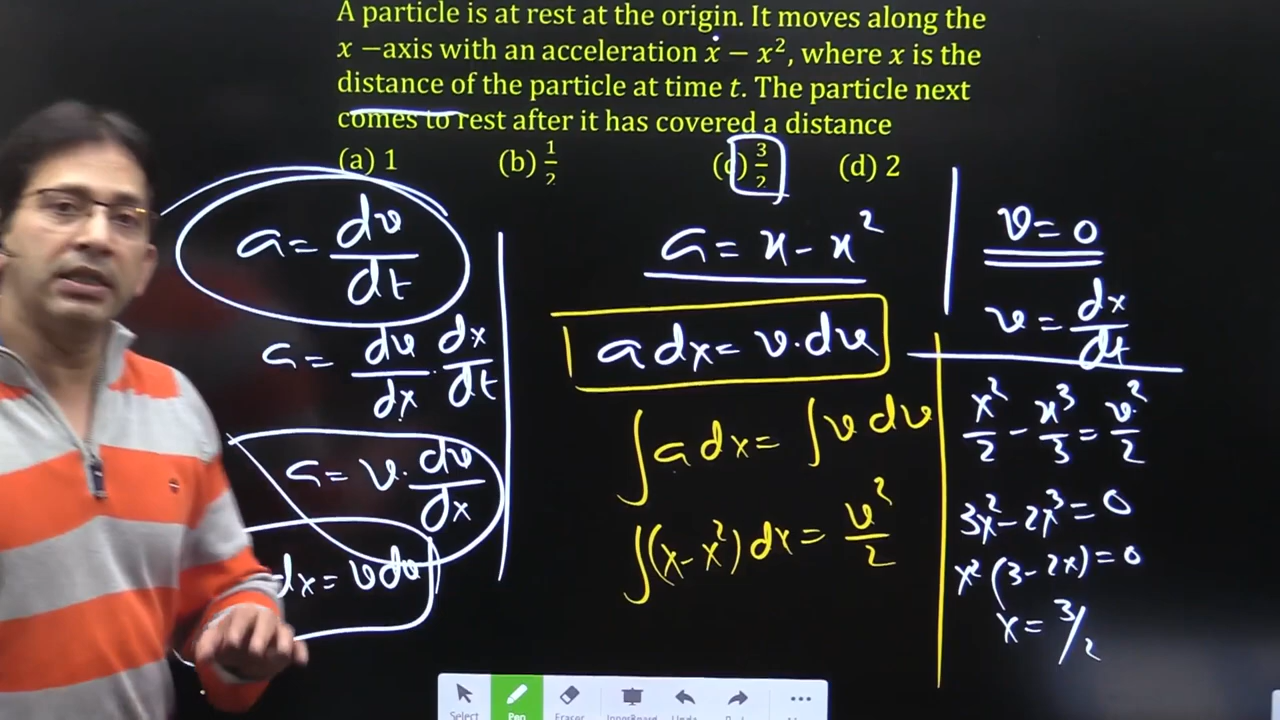 A particle is at rest at the origin. It moves along the
x −axis with an acceleration x − x², where x is the
distance of the particle at time t. The particle next
comes to rest after it has covered a distance
(a) 1 (b) 1/2 (c) 3/2 (d) 2
a = dv/dt
a = dv/dx · dx/dt
a = v · dv/dx
dx = v dv
a = x − x²
a dx = v · dv
∫ a dx = ∫ v dv
∫ (x − x²) dx = v²/2
v = 0
v = dx/dt
x²/2 − x³/3 = v²/2
3x² − 2x³ = 0
x² (3 − 2x) = 0
x = 3/2
Select Pen Eraser Undo